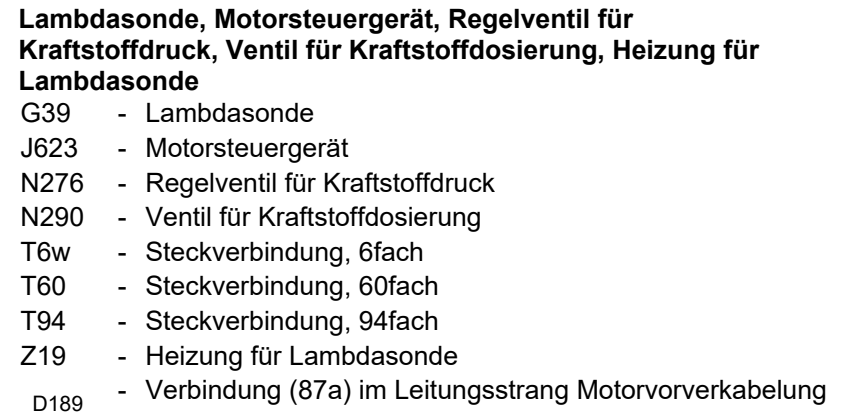 Lambdasonde, Motorsteuergerät, Regelventil für
Kraftstoffdruck, Ventil für Kraftstoffdosierung, Heizung für
Lambdasonde
G39 - Lambdasonde
J623 - Motorsteuergerät
N276 - Regelventil für Kraftstoffdruck
N290 - Ventil für Kraftstoffdosierung
T6w - Steckverbindung, 6fach
T60 - Steckverbindung, 60fach
T94 - Steckverbindung, 94fach
Z19 - Heizung für Lambdasonde
D189 - Verbindung (87a) im Leitungsstrang Motorvorverkabelung